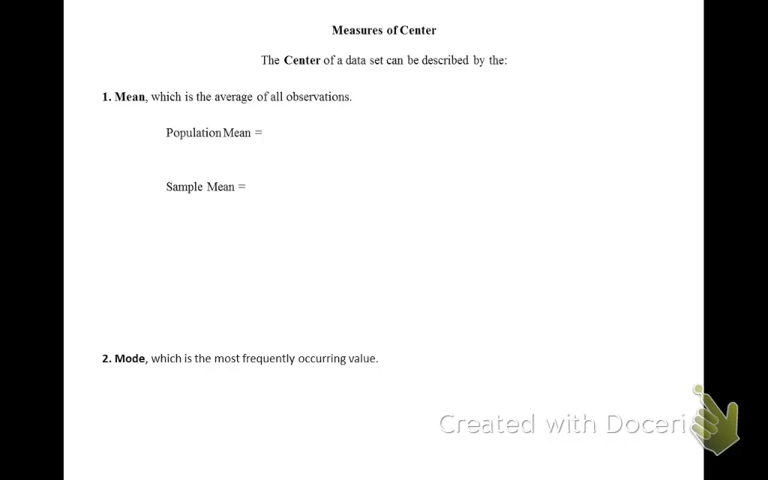 Measures of Center
The Center of a data set can be described by the:
1. Mean, which is the average of all observations.
Population Mean =
Sample Mean =
2. Mode, which is the most frequently occurring value.
Created with Doceri